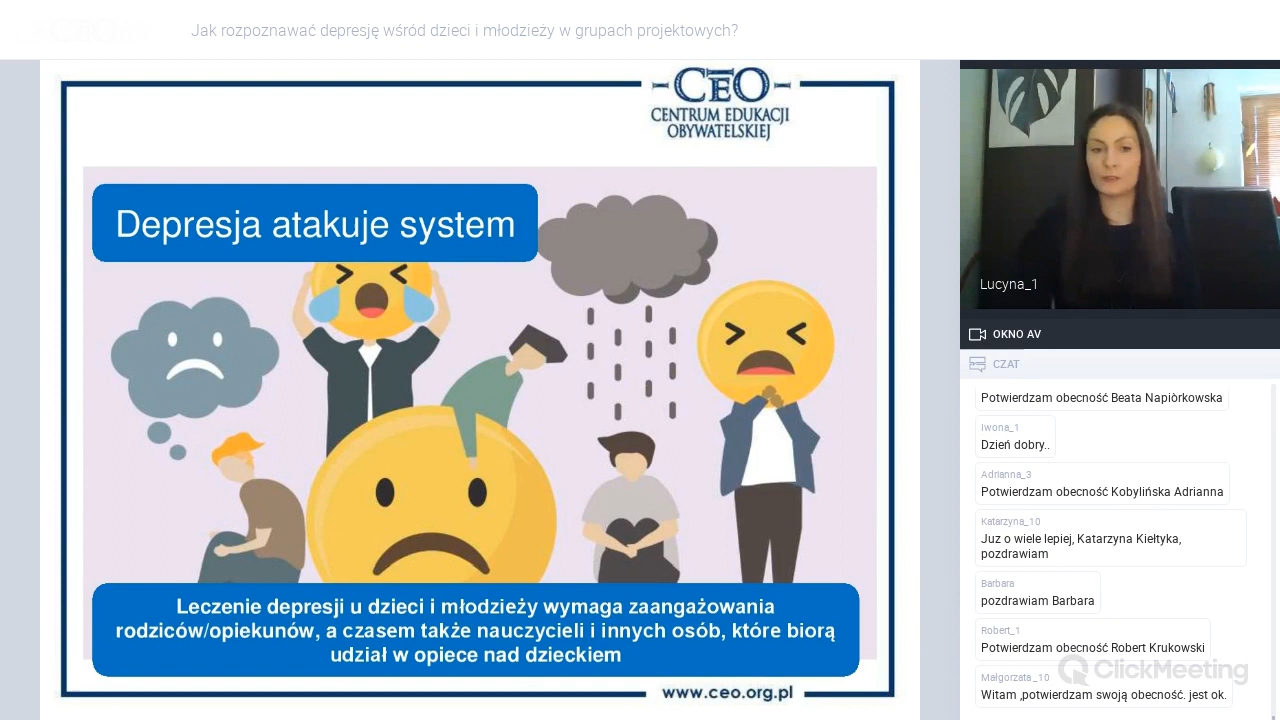 Jak rozpoznawać depresję wśród dzieci i młodzieży w grupach projektowych?
CEO
CENTRUM EDUKACJI
OBYWATELSKIEJ
Depresja atakuje system
Leczenie depresji u dzieci i młodzieży wymaga zaangażowania
rodziców/opiekunów, a czasem także nauczycieli i innych osób, które biorą
udział w opiece nad dzieckiem
www.ceo.org.pl
Lucyna_1
OKNO AV
CZAT
Potwierdzam obecność Beata Napiòrkowska
Iwona_1
Dzień dobry..
Adrianna_3
Potwierdzam obecność Kobylińska Adrianna
Katarzyna_10
Juz o wiele lepiej, Katarzyna Kiełtyka,
pozdrawiam
Barbara
pozdrawiam Barbara
Robert_1
Potwierdzam obecność Robert Krukowski
ClickMeeting
Małgorzata _10
Witam ,potwierdzam swoją obecność. jest ok.